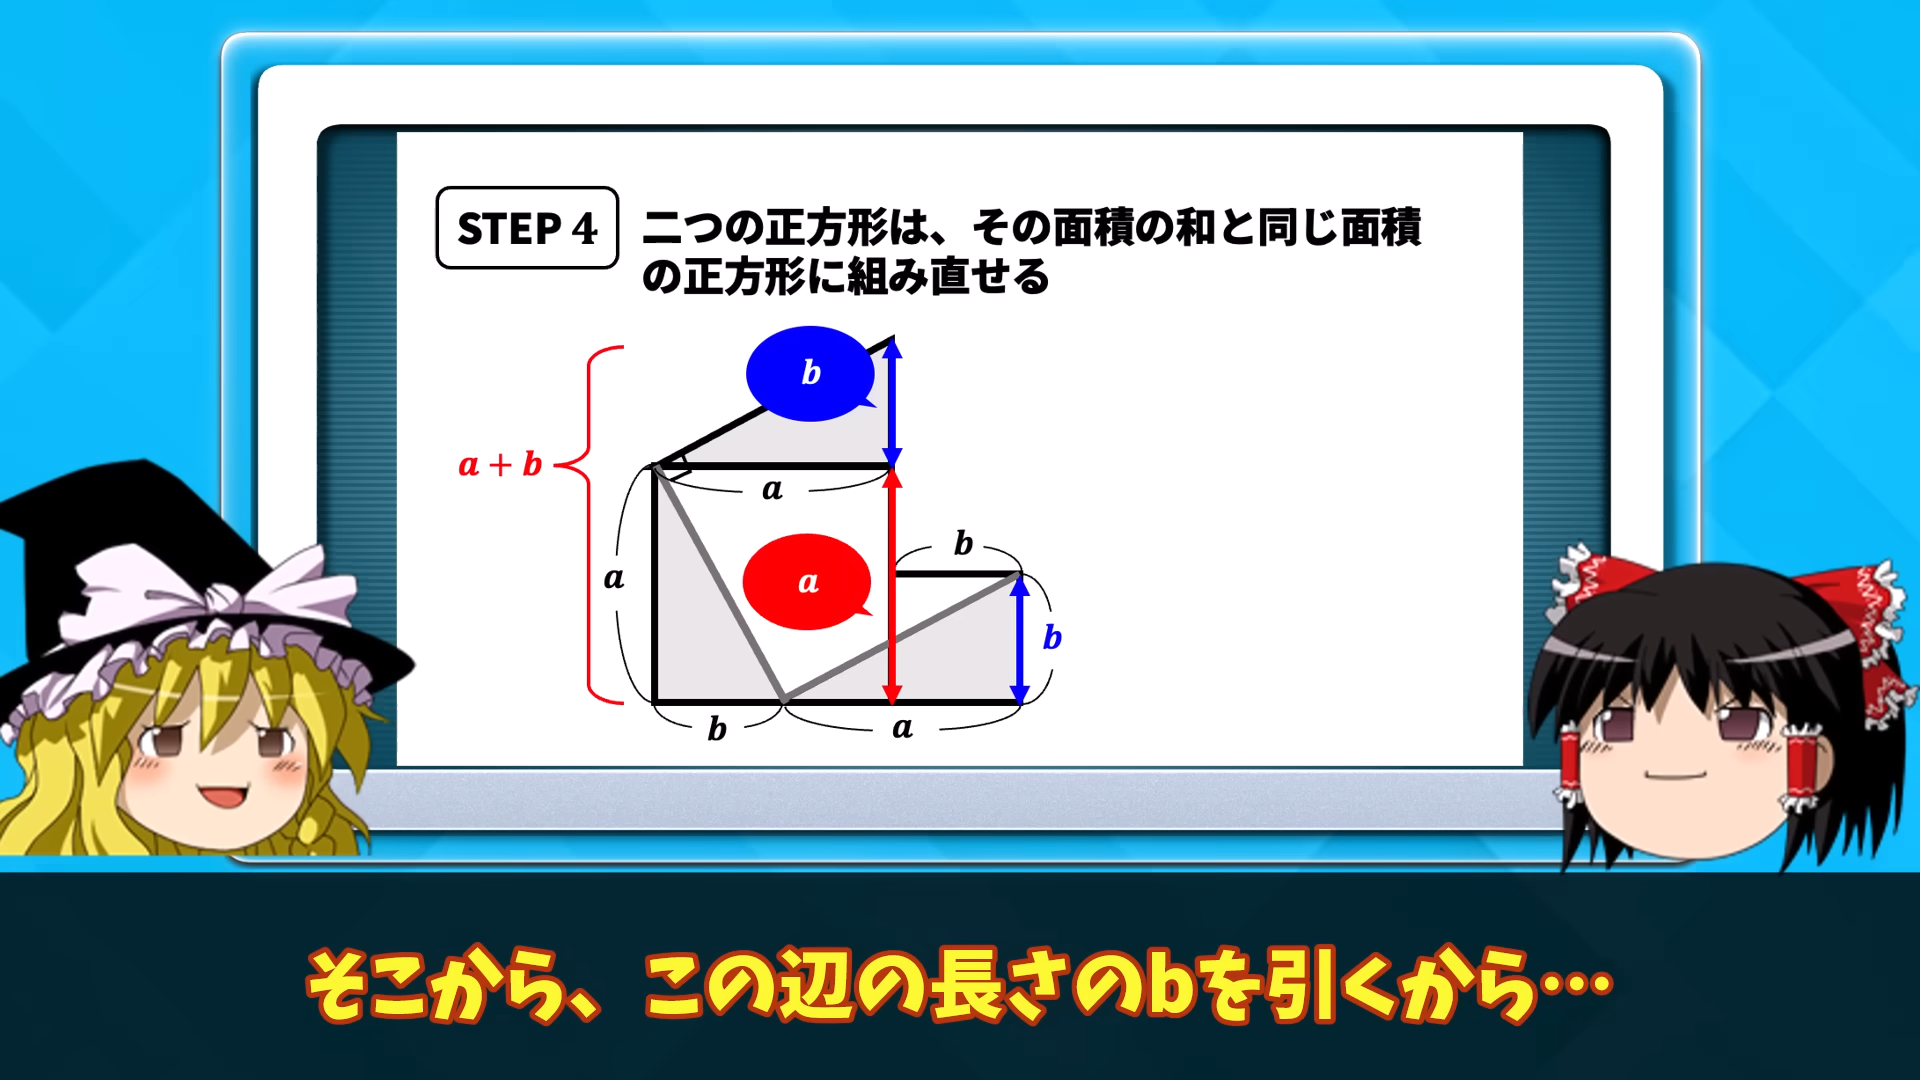 STEP 4
二つの正方形は、その面積の和と同じ面積
の正方形に組み直せる
b
a + b
a
b
a
a
b
b
a
そこから、この辺の長さのbを引くから…